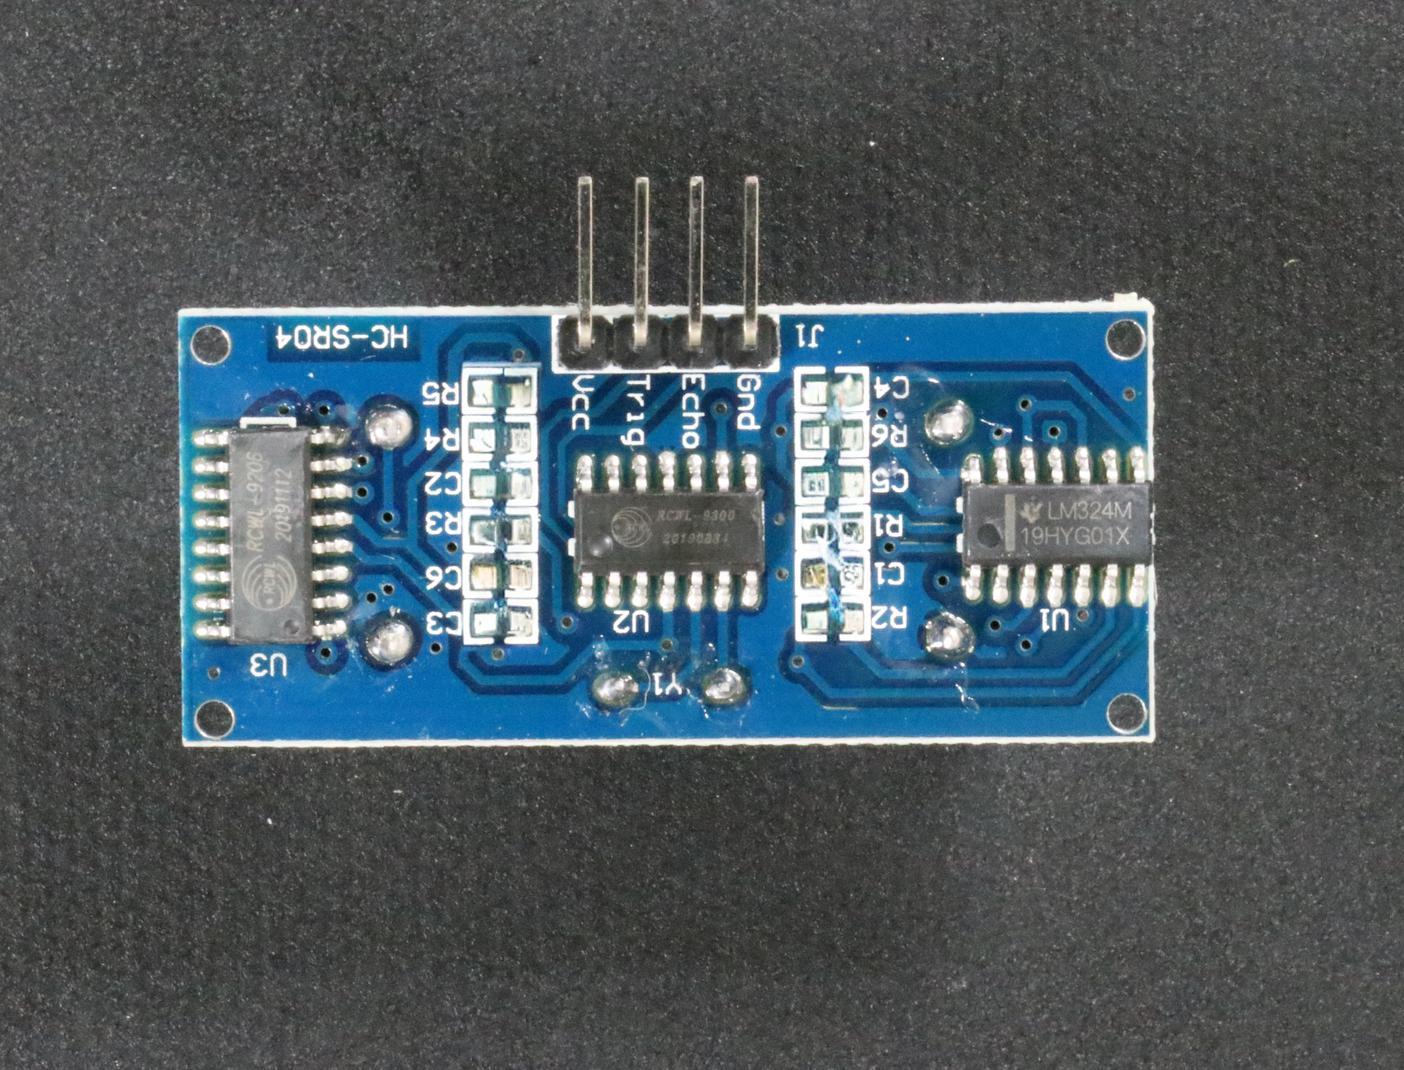 HC-SR04
J1
Vcc
Trig
Echo
Gnd
R5
R4
C2
R3
C6
C3
C4
R6
C5
R1
C1
R2
RCWL-9206
20191112
RCWL
U3
RCWL-9300
U2
LM324M
19HYG01X
U1
Y1